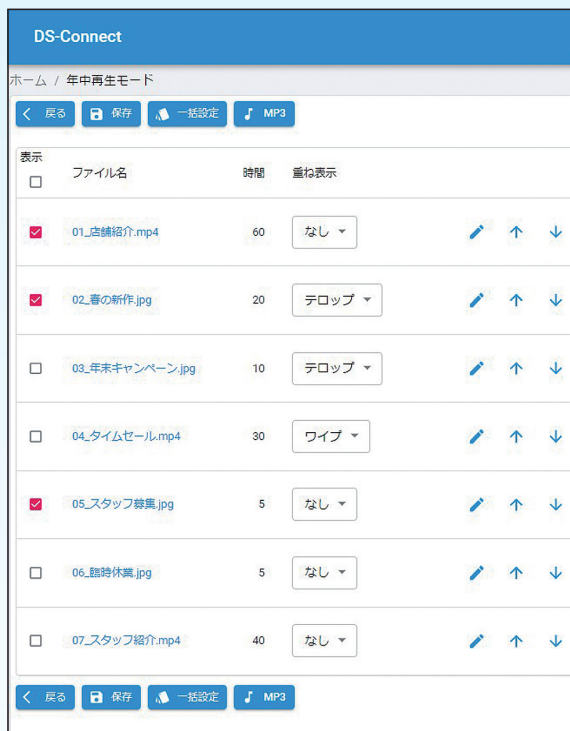 DS-Connect
ホーム / 年中再生モード
戻る 保存 一括設定 MP3
表示
ファイル名 時間 重ね表示
01_店舗紹介.mp4 60 なし
02_春の新作.jpg 20 テロップ
03_年末キャンペーン.jpg 10 テロップ
04_タイムセール.mp4 30 ワイプ
05_スタッフ募集.jpg 5 なし
06_臨時休業.jpg 5 なし
07_スタッフ紹介.mp4 40 なし
戻る 保存 一括設定 MP3